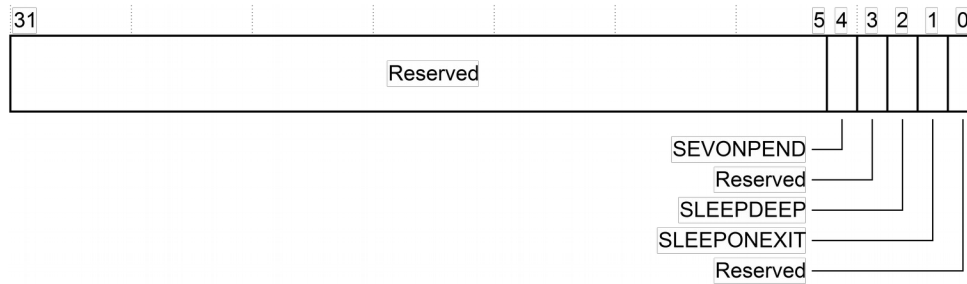 31 5 4 3 2 1 0
Reserved
SEVONPEND
Reserved
SLEEPDEEP
SLEEPONEXIT
Reserved